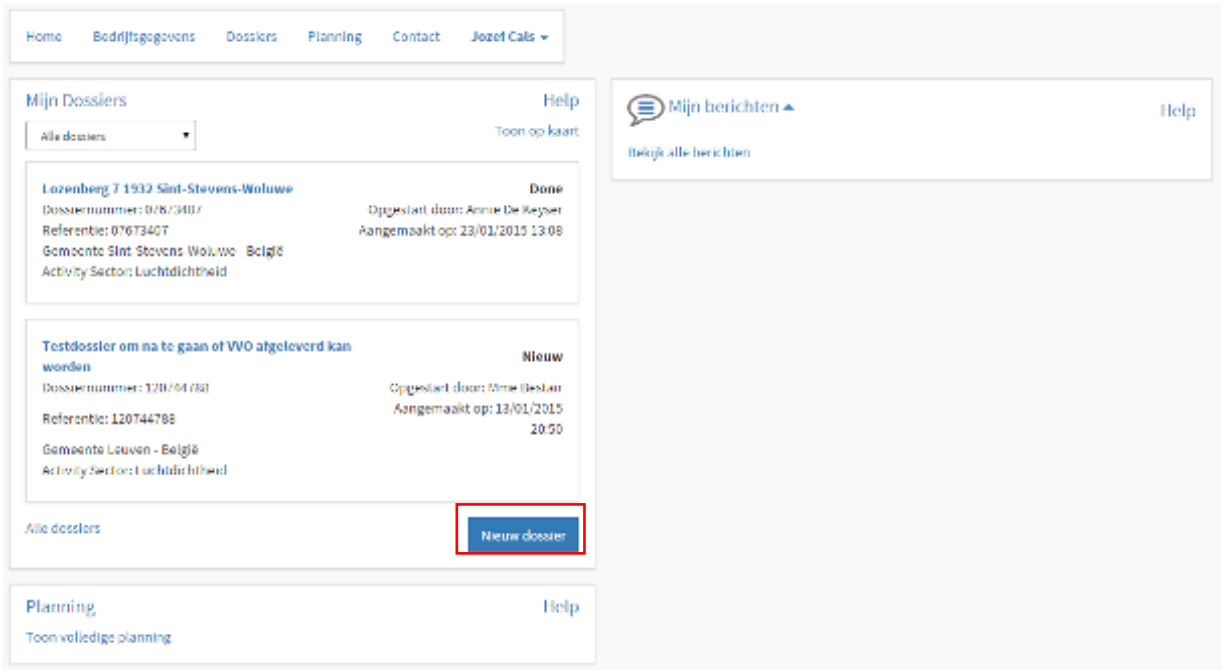 Home Bedrijfsgegevens Dossiers Planning Contact Jozef Cals
Mijn Dossiers Help
Alle dossiers Toon op kaart
Lozenberg 7 1932 Sint-Stevens-Woluwe Done
Dossiernummer: 07673407 Opgestart door: Annie De Keyser
Referentie: 07673407 Aangemaakt op: 23/01/2015 13:08
Gemeente Sint-Stevens-Woluwe - België
Activity Sector: Luchtdichtheid
Testdossier om na te gaan of VVO afgeleverd kan
worden
Nieuw
Dossiernummer: 120744788 Opgestart door: Mme Bestair
Aangemaakt op: 13/01/2015
20:50
Referentie: 120744788
Gemeente Leuven - België
Activity Sector: Luchtdichtheid
Alle dossiers Nieuw dossier
Planning Help
Toon volledige planning
Mijn berichten Help
Bekijk alle berichten